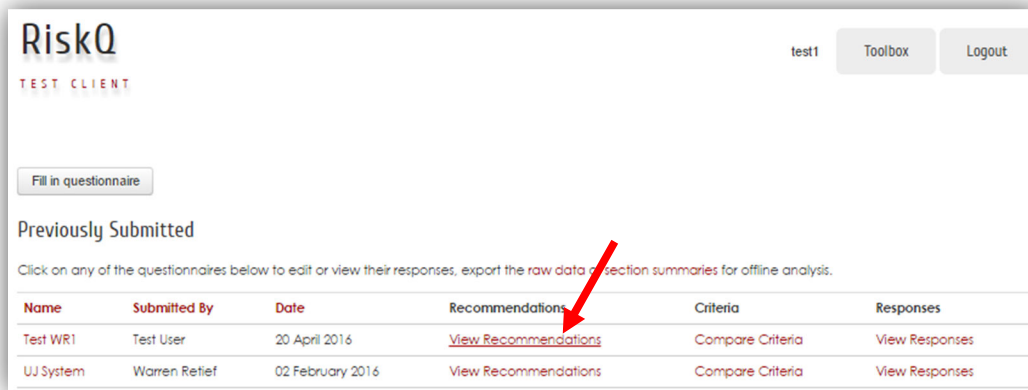 RiskQ
TEST CLIENT
test1 Toolbox Logout
Fill in questionnaire
Previously Submitted
Click on any of the questionnaires below to edit or view their responses, export the raw data or section summaries for offline analysis.
Name Submitted By Date Recommendations Criteria Responses
Test WR1 Test User 20 April 2016 View Recommendations Compare Criteria View Responses
UJ System Warren Retief 02 February 2016 View Recommendations Compare Criteria View Responses